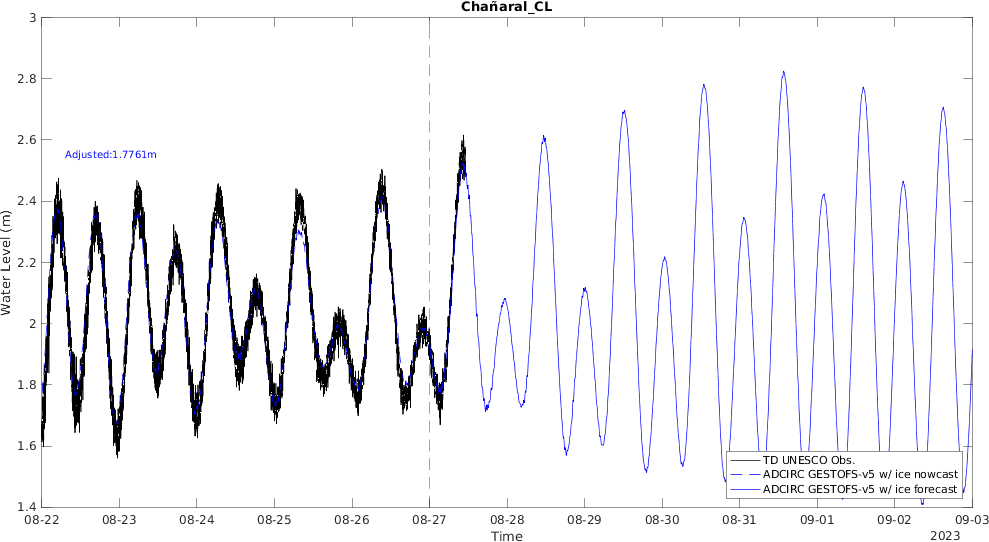 Chañaral_CL
3
2.8
2.6
2.4
2.2
2
1.8
1.6
1.4
Water Level (m)
Adjusted:1.7761m
TD UNESCO Obs.
ADCIRC GESTOFS-v5 w/ ice nowcast
ADCIRC GESTOFS-v5 w/ ice forecast
08-22 08-23 08-24 08-25 08-26 08-27 08-28 08-29 08-30 08-31 09-01 09-02 09-03
Time
2023